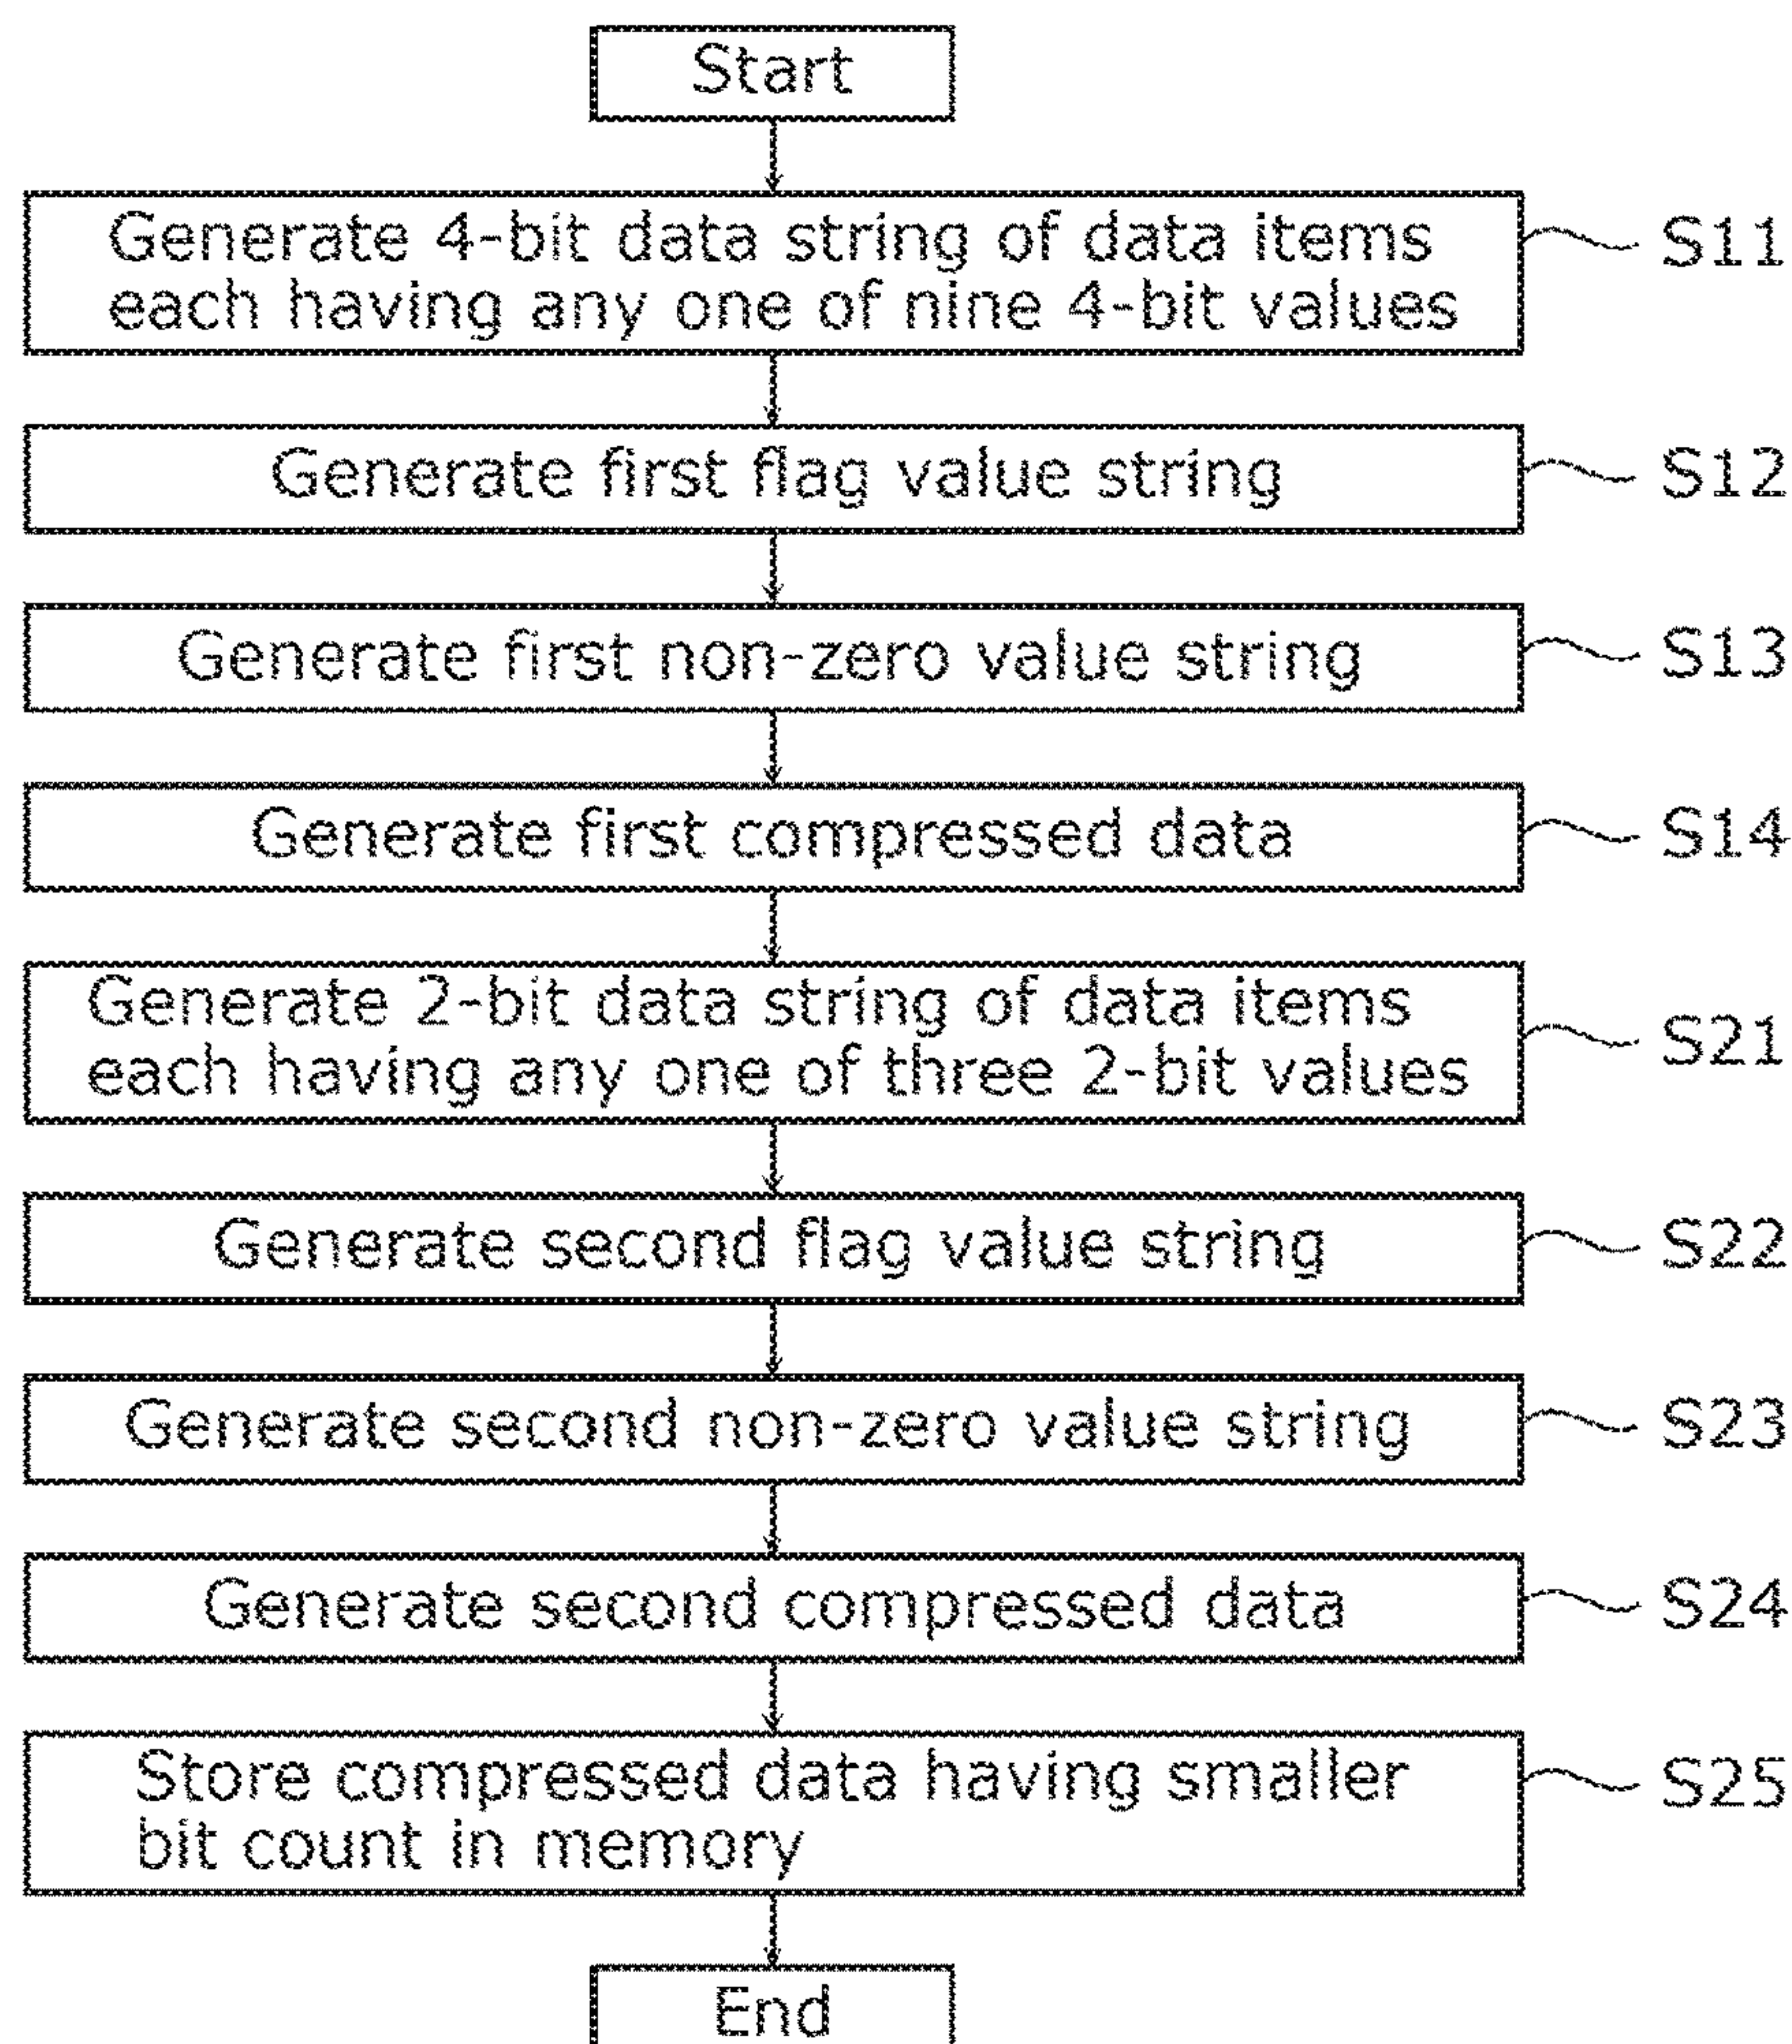 Start
Generate 4-bit data string of data items
each having any one of nine 4-bit values
S11
Generate first flag value string
S12
Generate first non-zero value string
S13
Generate first compressed data
S14
Generate 2-bit data string of data items
each having any one of three 2-bit values
S21
Generate second flag value string
S22
Generate second non-zero value string
S23
Generate second compressed data
S24
Store compressed data having smaller
bit count in memory
S25
End